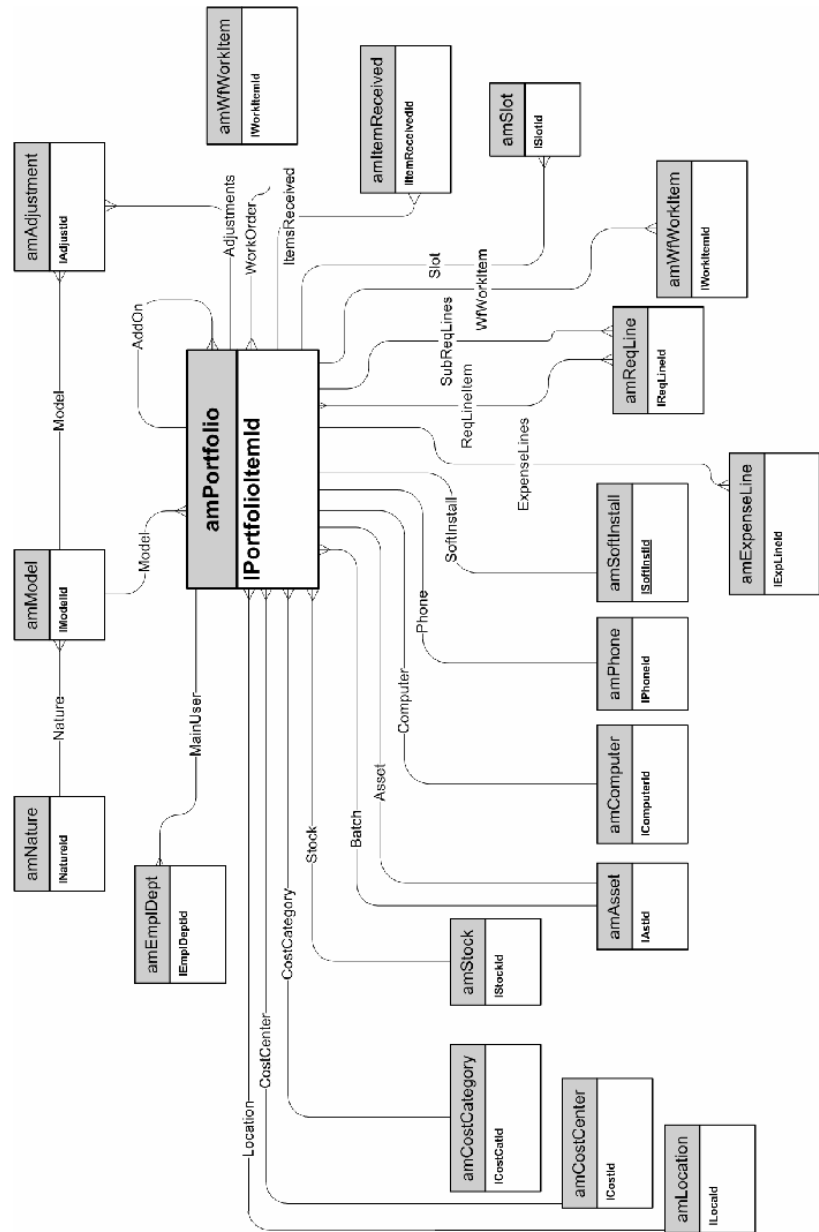 amNature
lNatureId
Nature
amModel
lModelId
Model
amAdjustment
lAdjustId
amEmplDept
lEmplDeptId
MainUser
Model
AddOn
amPortfolio
lPortfolioItemId
Adjustments
WorkOrder
ItemsReceived
amWfWorkItem
lWorkItemId
amItemReceived
lItemReceivedId
Location
CostCenter
CostCategory
Stock
Batch
Asset
Computer
Phone
SoftInstall
ExpenseLines
ReqLineItem
SubReqLines
WfWorkItem
Slot
amSlot
lSlotId
amStock
lStockId
amCostCategory
lCostCatId
amCostCenter
lCostId
amLocation
lLocaId
amAsset
lAstId
amComputer
lComputerId
amPhone
lPhoneId
amSoftInstall
lSoftInstId
amReqLine
lReqLineId
amWfWorkItem
lWorkItemId
amExpenseLine
lExpLineId